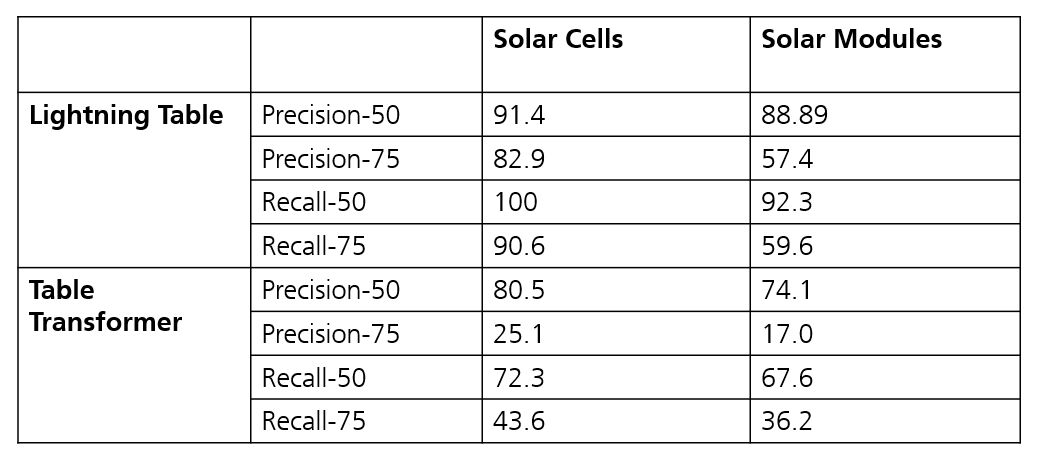 Solar Cells Solar Modules
Lightning Table Precision-50 91.4 88.89
Precision-75 82.9 57.4
Recall-50 100 92.3
Recall-75 90.6 59.6
Table Precision-50 80.5 74.1
Transformer
Precision-75 25.1 17.0
Recall-50 72.3 67.6
Recall-75 43.6 36.2